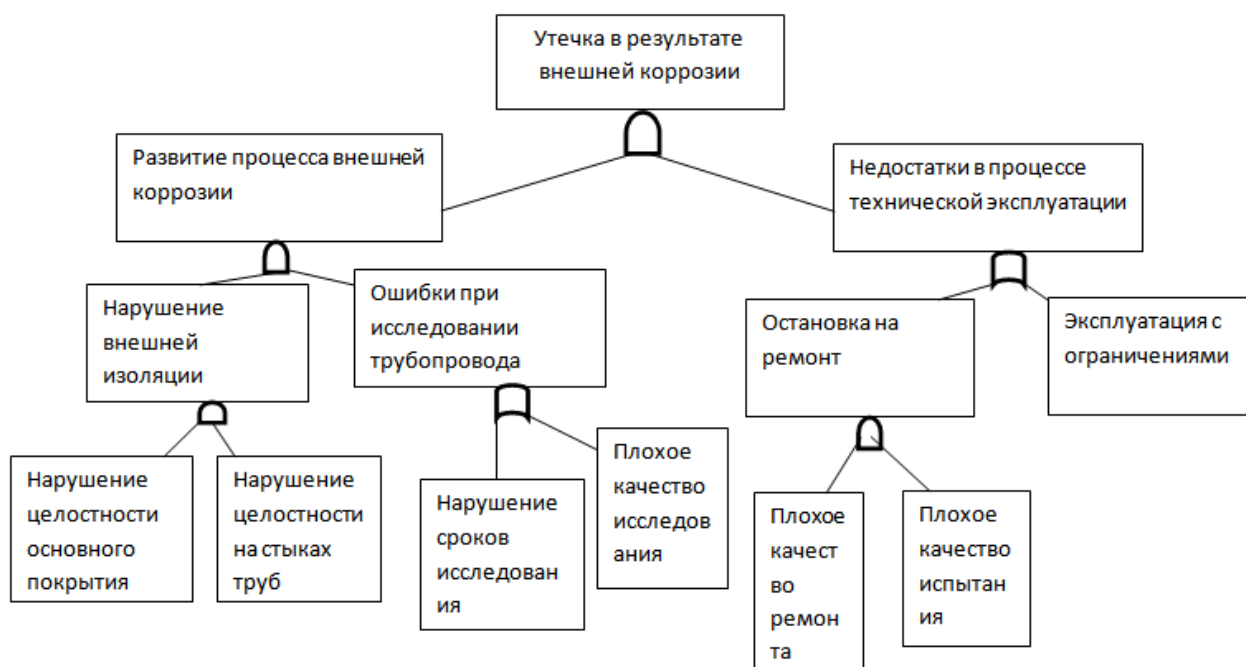 Утечка в результате
внешней коррозии
Развитие процесса внешней
коррозии
Недостатки в процессе
технической эксплуатации
Нарушение
внешней
изоляции
Ошибки при
исследовании
трубопровода
Остановка на
ремонт
Эксплуатация с
ограничениями
Нарушение
целостности
основного
покрытия
Нарушение
целостности
на стыках
труб
Нарушение
сроков
исследован
ия
Плохое
качество
исследов
ания
Плохое
качест
во
ремон
та
Плохое
качество
испытан
ия